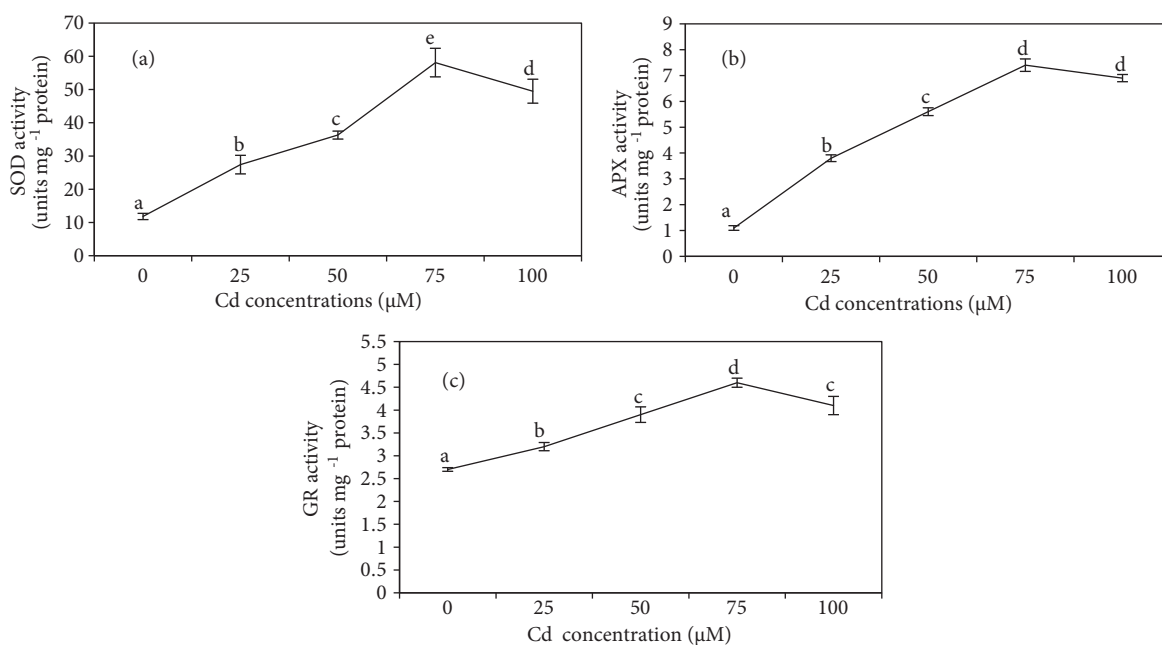 (a)
SOD activity
(units mg -1 protein)
70
60
50
40
30
20
10
0
a
b
c
e
d
0 25 50 75 100
Cd concentrations (µM)
(b)
APX activity
(units mg -1 protein)
9
8
7
6
5
4
3
2
1
0
a
b
c
d
d
0 25 50 75 100
Cd concentrations (µM)
(c)
GR activity
(units mg -1 protein)
5.5
5
4.5
4
3.5
3
2.5
2
1.5
1
0.5
0
a
b
c
d
c
0 25 50 75 100
Cd concentration (µM)